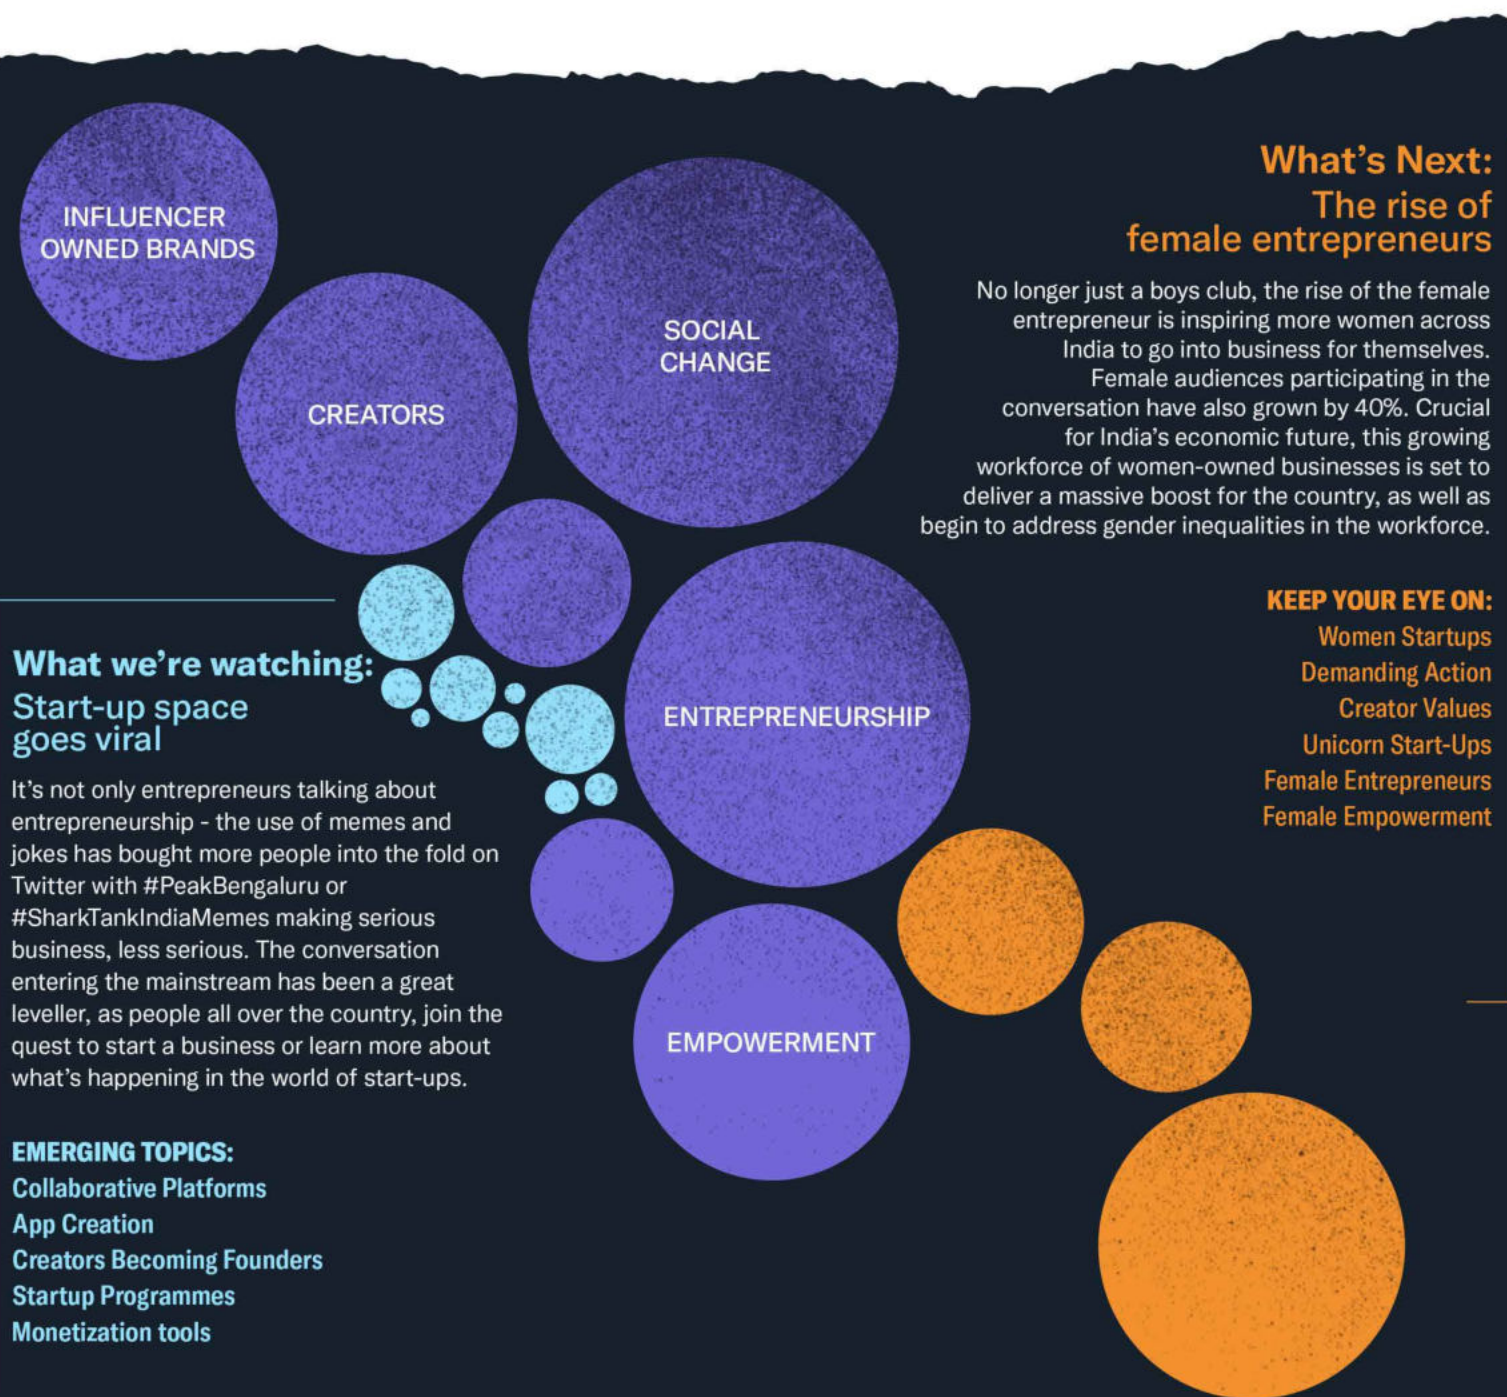 INFLUENCER
OWNED BRANDS
CREATORS
SOCIAL
CHANGE
ENTREPRENEURSHIP
EMPOWERMENT
What's Next:
The rise of
female entrepreneurs
No longer just a boys club, the rise of the female
entrepreneur is inspiring more women across
India to go into business for themselves.
Female audiences participating in the
conversation have also grown by 40%. Crucial
for India's economic future, this growing
workforce of women-owned businesses is set to
deliver a massive boost for the country, as well as
begin to address gender inequalities in the workforce.
KEEP YOUR EYE ON:
Women Startups
Demanding Action
Creator Values
Unicorn Start-Ups
Female Entrepreneurs
Female Empowerment
What we're watching:
Start-up space
goes viral
It's not only entrepreneurs talking about
entrepreneurship - the use of memes and
jokes has bought more people into the fold on
Twitter with #PeakBengaluru or
#SharkTankIndiaMemes making serious
business, less serious. The conversation
entering the mainstream has been a great
leveller, as people all over the country, join the
quest to start a business or learn more about
what's happening in the world of start-ups.
EMERGING TOPICS:
Collaborative Platforms
App Creation
Creators Becoming Founders
Startup Programmes
Monetization tools